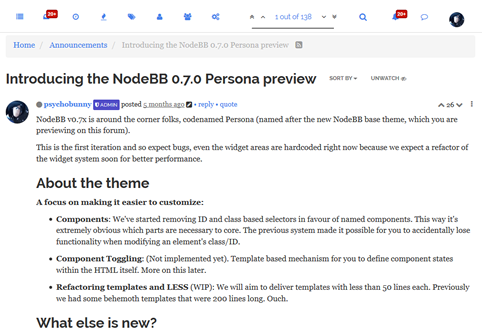 20+
1 out of 138
20+
Home / Announcements / Introducing the NodeBB 0.7.0 Persona preview
Introducing the NodeBB 0.7.0 Persona preview SORT BY UNWATCH
psychobunny ADMIN posted 5 months ago • reply • quote 26
NodeBB v0.7x is around the corner folks, codenamed Persona (named after the new NodeBB base theme, which you are
previewing on this forum).
This is the first iteration and so expect bugs, even the widget areas are hardcoded right now because we expect a refactor of
the widget system soon for better performance.
About the theme
A focus on making it easier to customize:
• Components: We've started removing ID and class based selectors in favour of named components. This way it's
extremely obvious which parts are necessary to core. The previous system made it possible for you to accidentally lose
functionality when modifying an element's class/ID.
• Component Toggling: (Not implemented yet). Template based mechanism for you to define component states
within the HTML itself. More on this later.
• Refactoring templates and LESS (WIP): We will aim to deliver templates with less than 50 lines each. Previously
we had some behemoth templates that were 200 lines long. Ouch.
What else is new?